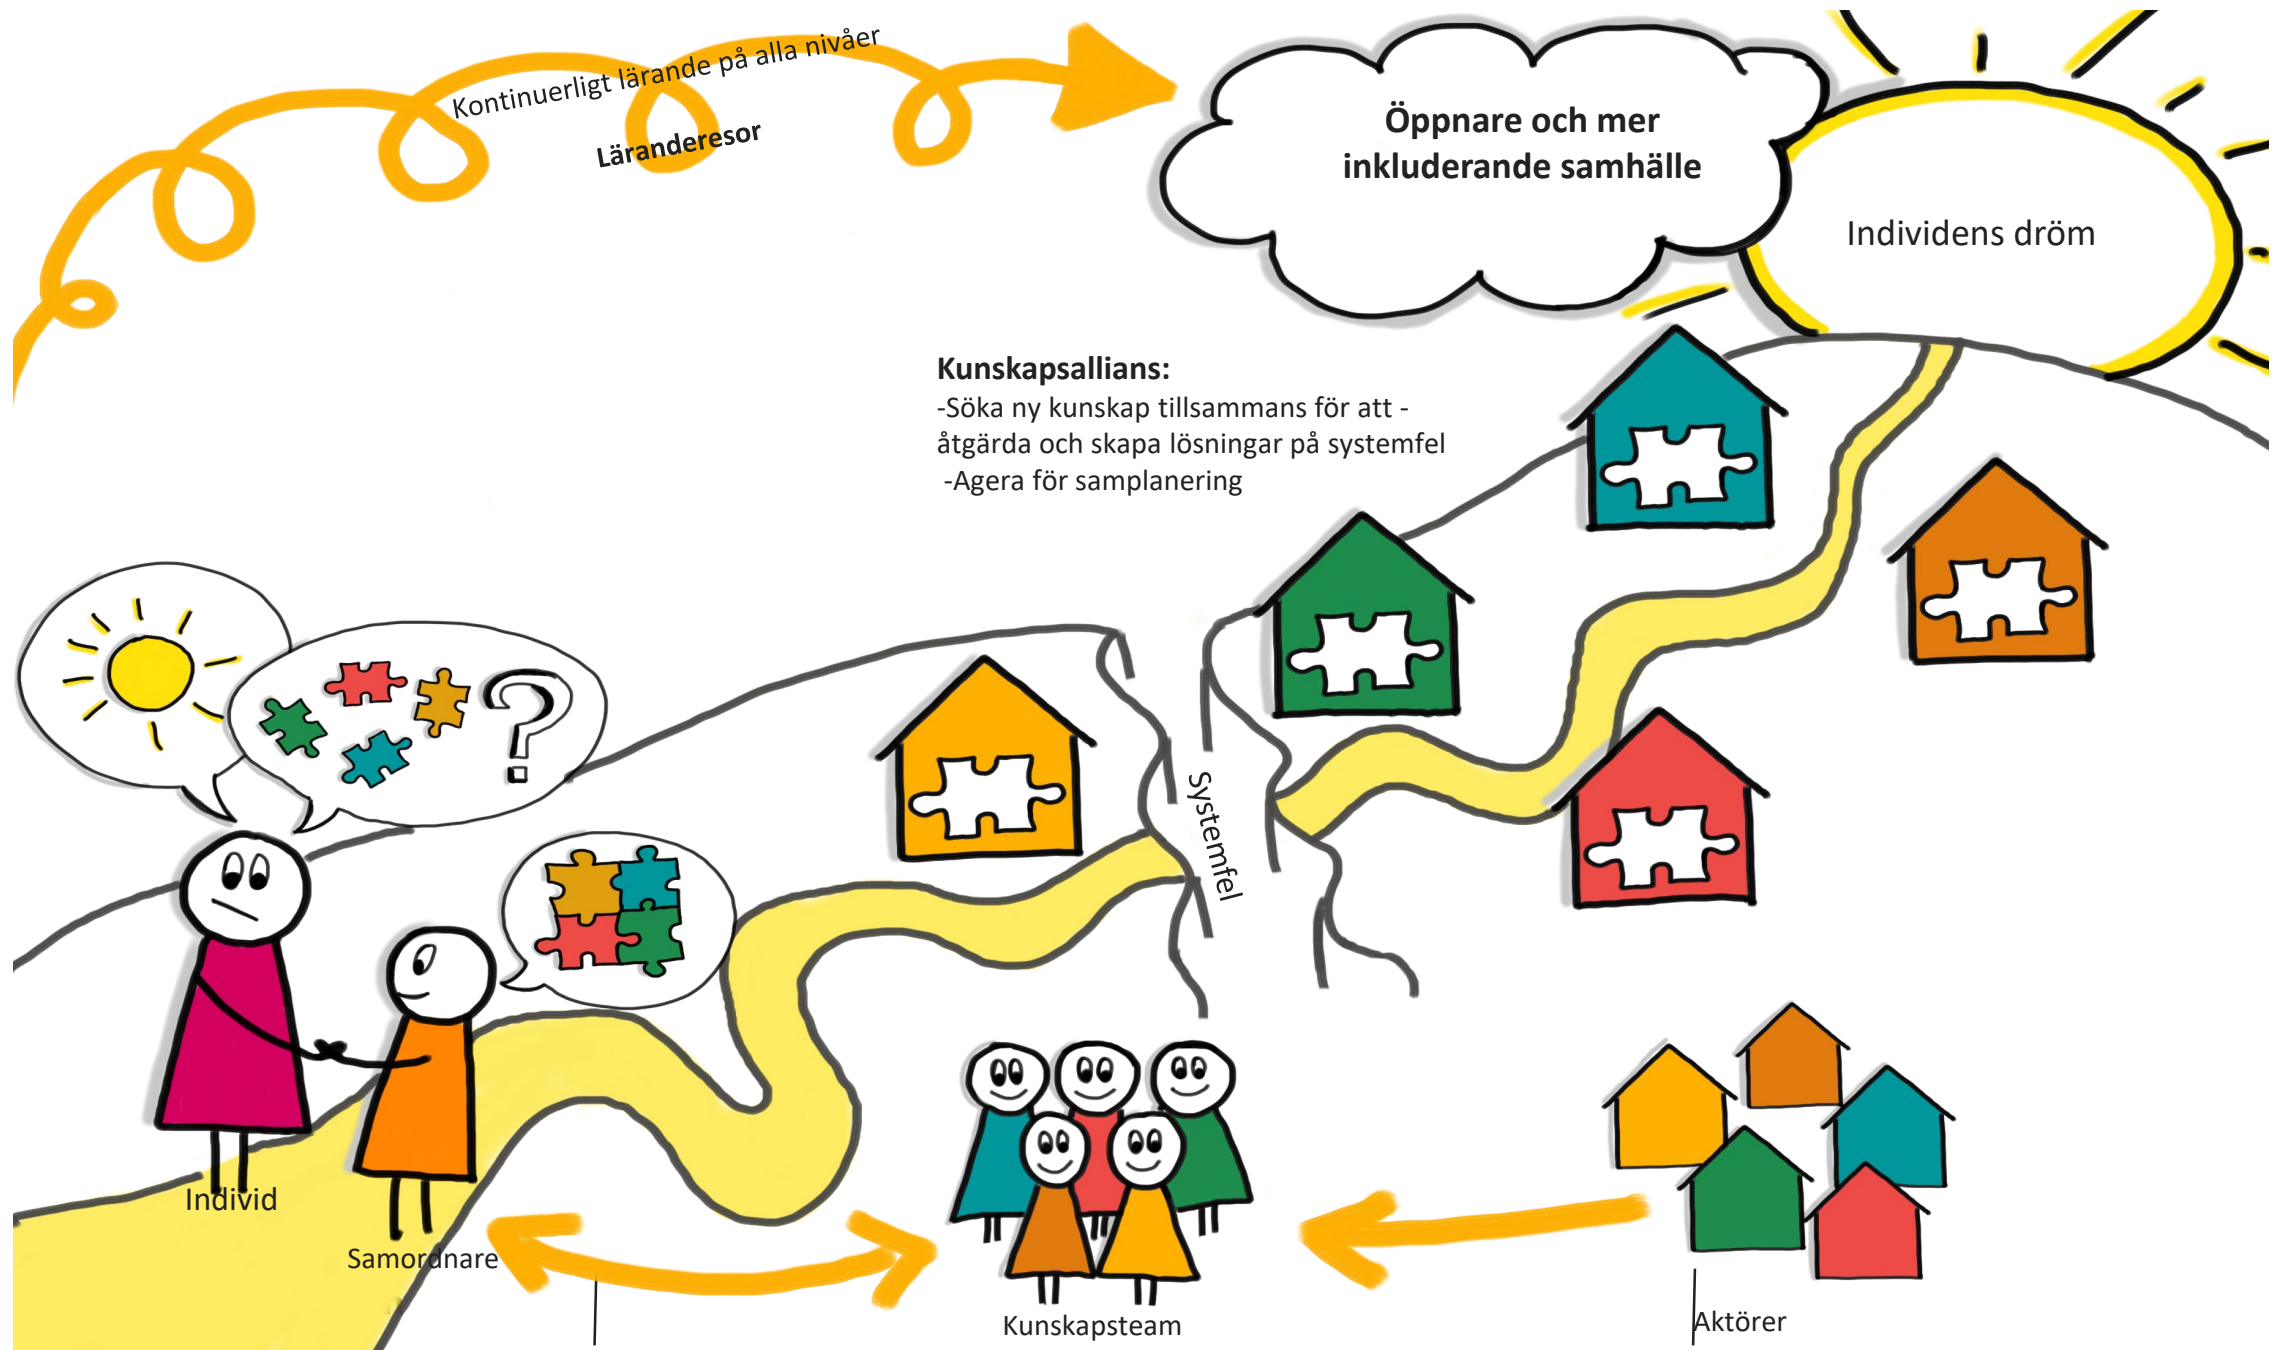 Kontinuerligt lärande på alla nivåer
Läranderesor
Öppnare och mer
inkluderande samhälle
Individens dröm
Kunskapsallians:
-Söka ny kunskap tillsammans för att -
åtgärda och skapa lösningar på systemfel
-Agera för samplanering
?
Systemfel
Individ
Samordnare
Kunskapsteam
Aktörer